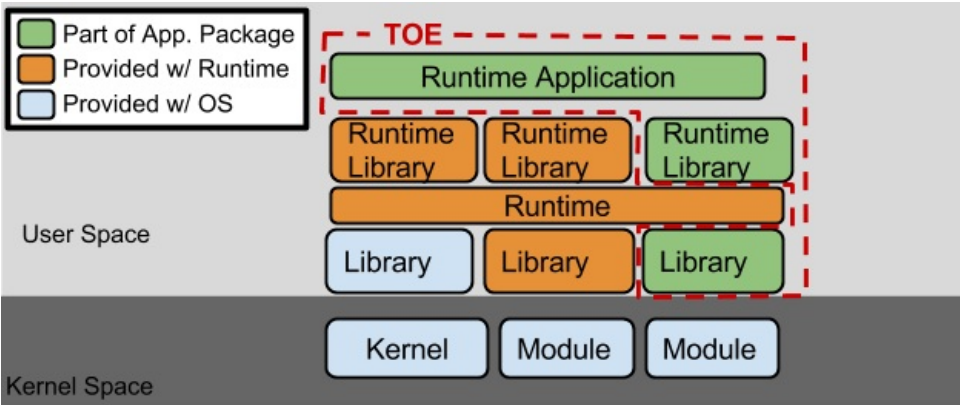 Part of App. Package
Provided w/ Runtime
Provided w/ OS
TOE
Runtime Application
Runtime
Library
Runtime
Library
Runtime
Library
Runtime
User Space
Library
Library
Library
Kernel
Module
Module
Kernel Space